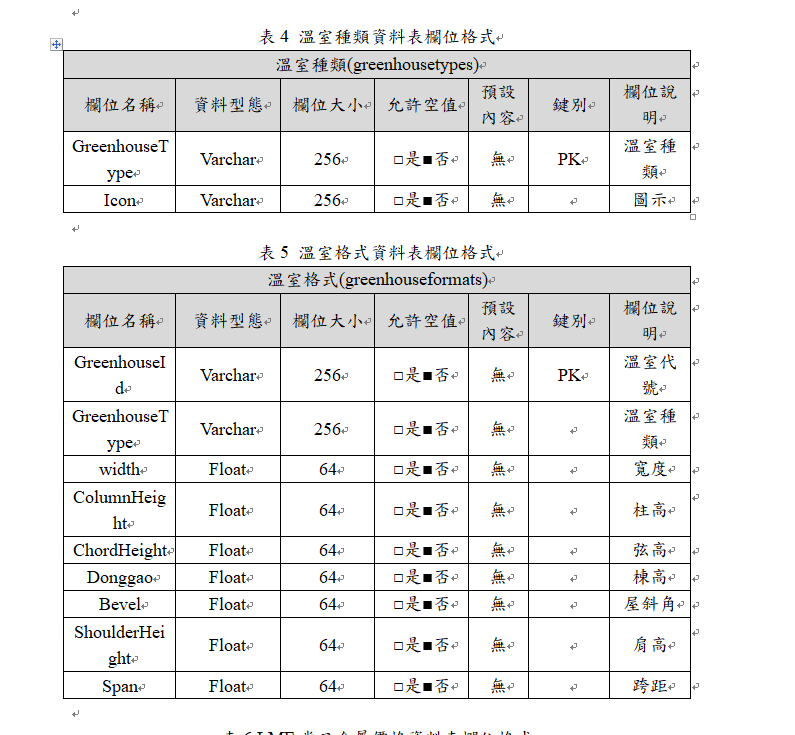 表 4 溫室種類資料表欄位格式
溫室種類(greenhousetypes)
欄位名稱 資料型態 欄位大小 允許空值 預設內容 鍵別 欄位說明
GreenhouseType Varchar 256 □是■否 無 PK 溫室種類
Icon Varchar 256 □是■否 無 圖示
表 5 溫室格式資料表欄位格式
溫室格式(greenhouseformats)
欄位名稱 資料型態 欄位大小 允許空值 預設內容 鍵別 欄位說明
GreenhouseId Varchar 256 □是■否 無 PK 溫室代號
GreenhouseType Varchar 256 □是■否 無 溫室種類
width Float 64 □是■否 無 寬度
ColumnHeight Float 64 □是■否 無 柱高
ChordHeight Float 64 □是■否 無 弦高
Donggao Float 64 □是■否 無 棟高
Bevel Float 64 □是■否 無 屋斜角
ShoulderHeight Float 64 □是■否 無 肩高
Span Float 64 □是■否 無 跨距